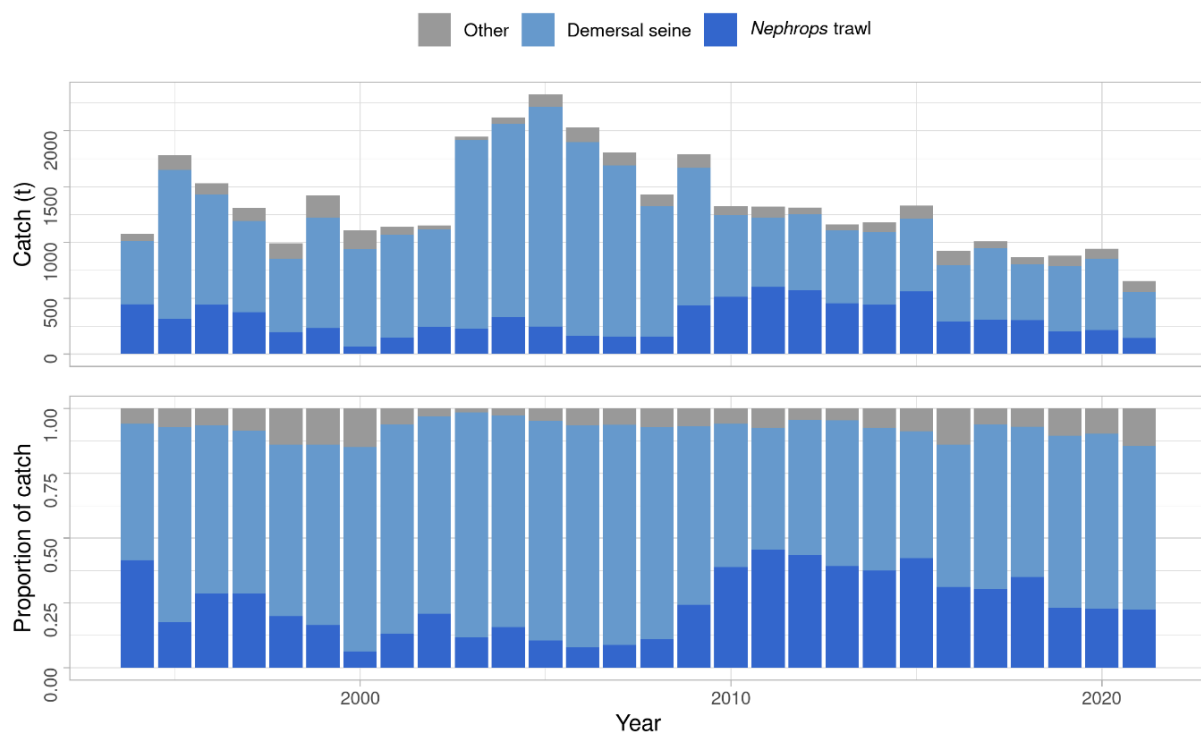 Other Demersal seine Nephrops trawl
Catch (t)
2000
1500
1000
500
0
Proportion of catch
1.00
0.75
0.50
0.25
0.00
2000 2010 2020
Year